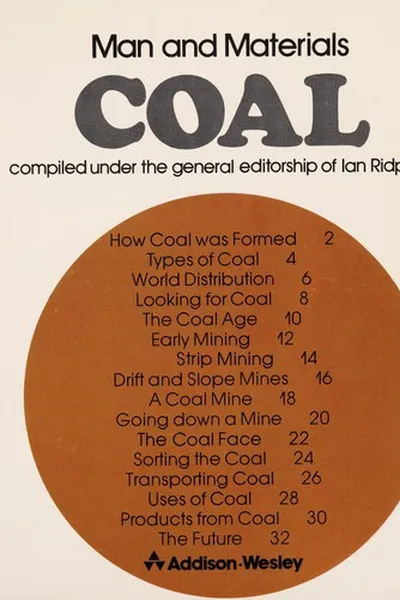 Man and Materials
COAL
compiled under the general editorship of Ian Ridp
How Coal was Formed 2
Types of Coal 4
World Distribution 6
Looking for Coal 8
The Coal Age 10
Early Mining 12
Strip Mining 14
Drift and Slope Mines 16
A Coal Mine 18
Going down a Mine 20
The Coal Face 22
Sorting the Coal 24
Transporting Coal 26
Uses of Coal 28
Products from Coal 30
The Future 32
Addison-Wesley